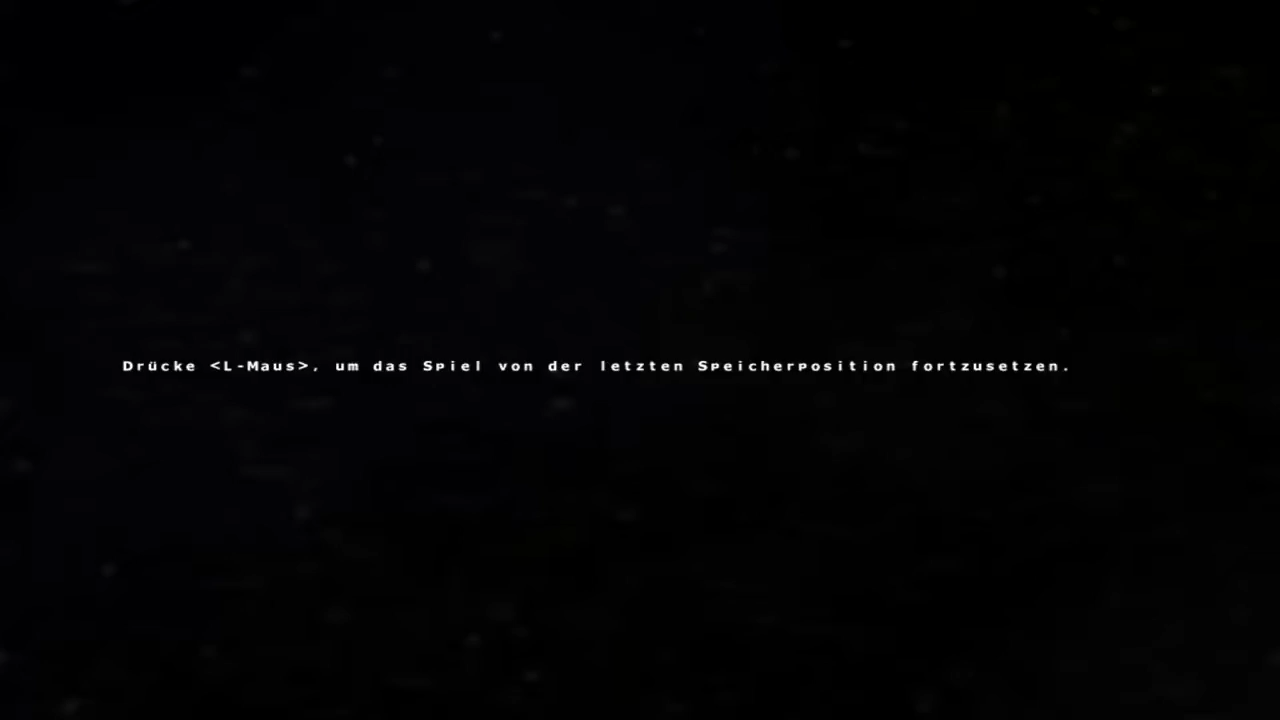 Drücke <L-Maus>, um das Spiel von der letzten Speicherposition fortzusetzen.